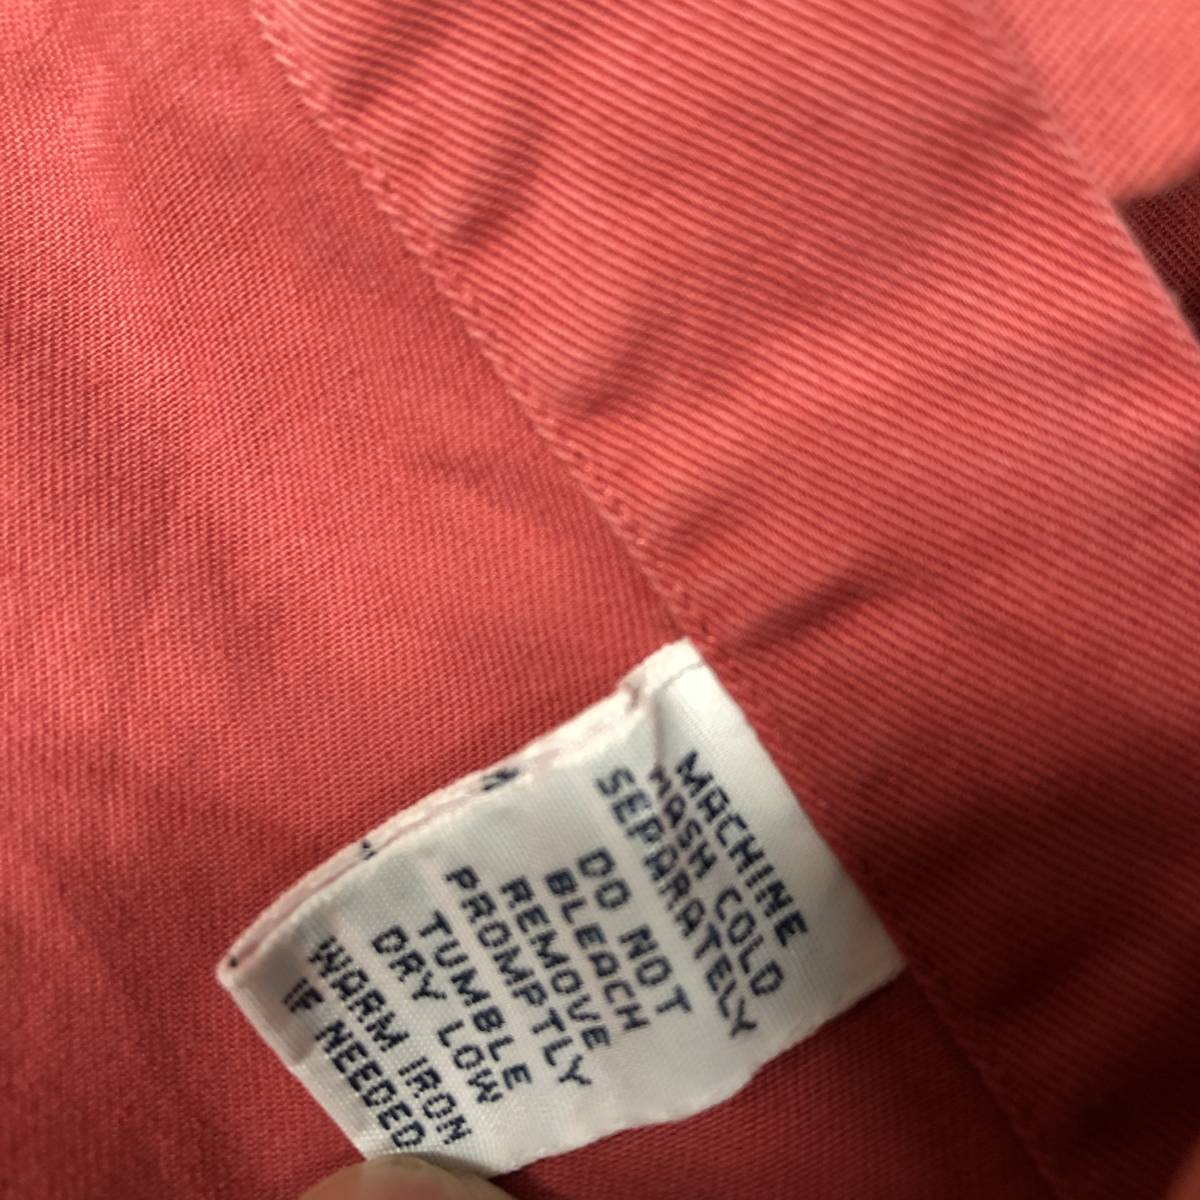 MACHINE
WASH COLD
SEPARATELY
DO NOT
BLEACH
REMOVE
PROMPTLY
TUMBLE
DRY LOW
WARM IRON
IF NEEDED